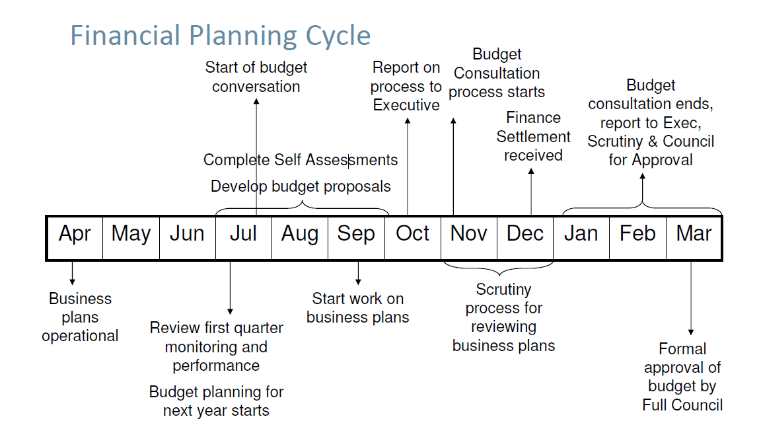 Financial Planning Cycle
Start of budget
conversation
Report on
process to
Executive
Budget
Consultation
process starts
Finance
Settlement
received
Budget
consultation ends,
report to Exec,
Scrutiny & Council
for Approval
Complete Self Assessments
Develop budget proposals
Apr May Jun Jul Aug Sep Oct Nov Dec Jan Feb Mar
Business
plans
operational
Review first quarter
monitoring and
performance
Budget planning for
next year starts
Start work on
business plans
Scrutiny
process for
reviewing
business plans
Formal
approval of
budget by
Full Council